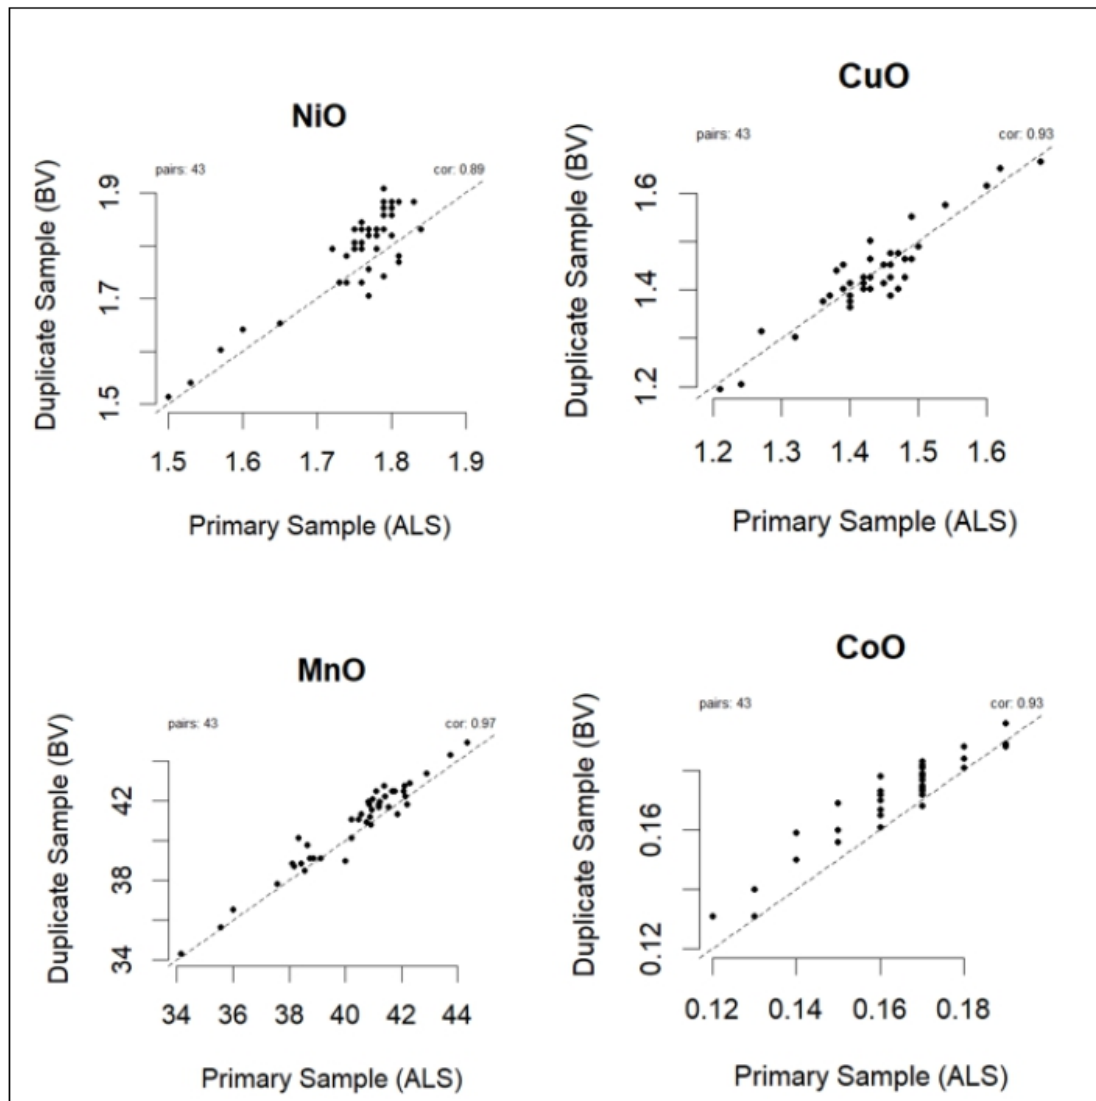 NiO
pairs: 43
cor: 0.89
Duplicate Sample (BV)
1.9
1.7
1.5
1.5 1.6 1.7 1.8 1.9
Primary Sample (ALS)
CuO
pairs: 43
cor: 0.93
Duplicate Sample (BV)
1.6
1.4
1.2
1.2 1.3 1.4 1.5 1.6
Primary Sample (ALS)
MnO
pairs: 43
cor: 0.97
Duplicate Sample (BV)
42
38
34
34 36 38 40 42 44
Primary Sample (ALS)
CoO
pairs: 43
cor: 0.93
Duplicate Sample (BV)
0.16
0.12
0.12 0.14 0.16 0.18
Primary Sample (ALS)